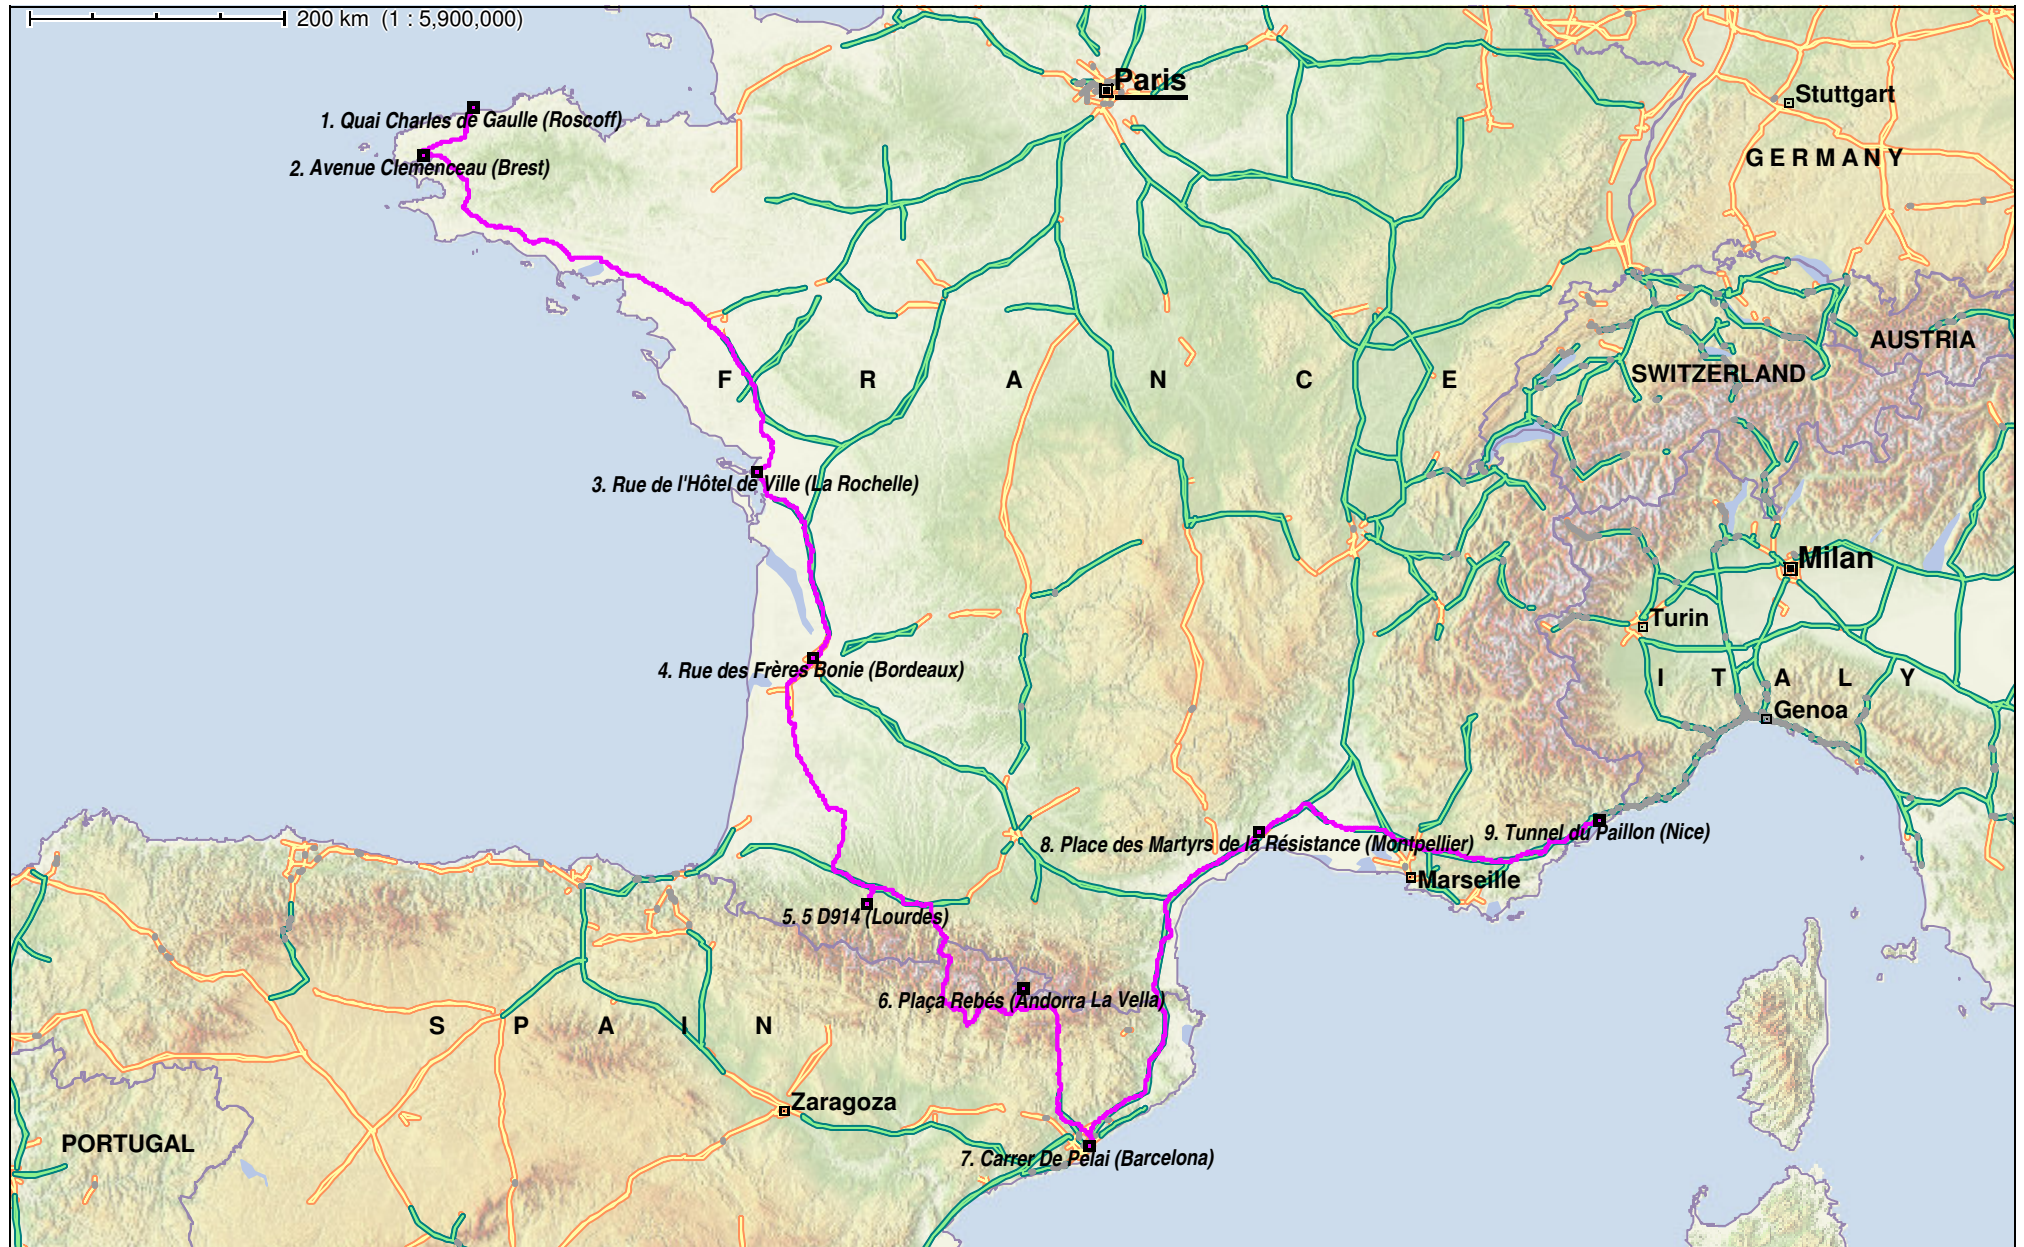 200 km (1 : 5,900,000)
Paris
Stuttgart
1. Quai Charles de Gaulle (Roscoff)
GERMANY
2. Avenue Clemenceau (Brest)
AUSTRIA
SWITZERLAND
FRANCE
3. Rue de l'Hôtel de Ville (La Rochelle)
Milan
Turin
4. Rue des Frères Bonie (Bordeaux)
ITALY
Genoa
9. Tunnel du Paillon (Nice)
8. Place des Martyrs de la Résistance (Montpellier)
Marseille
5. 5 D914 (Lourdes)
6. Plaça Rebés (Andorra La Vella)
SPAIN
Zaragoza
PORTUGAL
7. Carrer De Pelai (Barcelona)